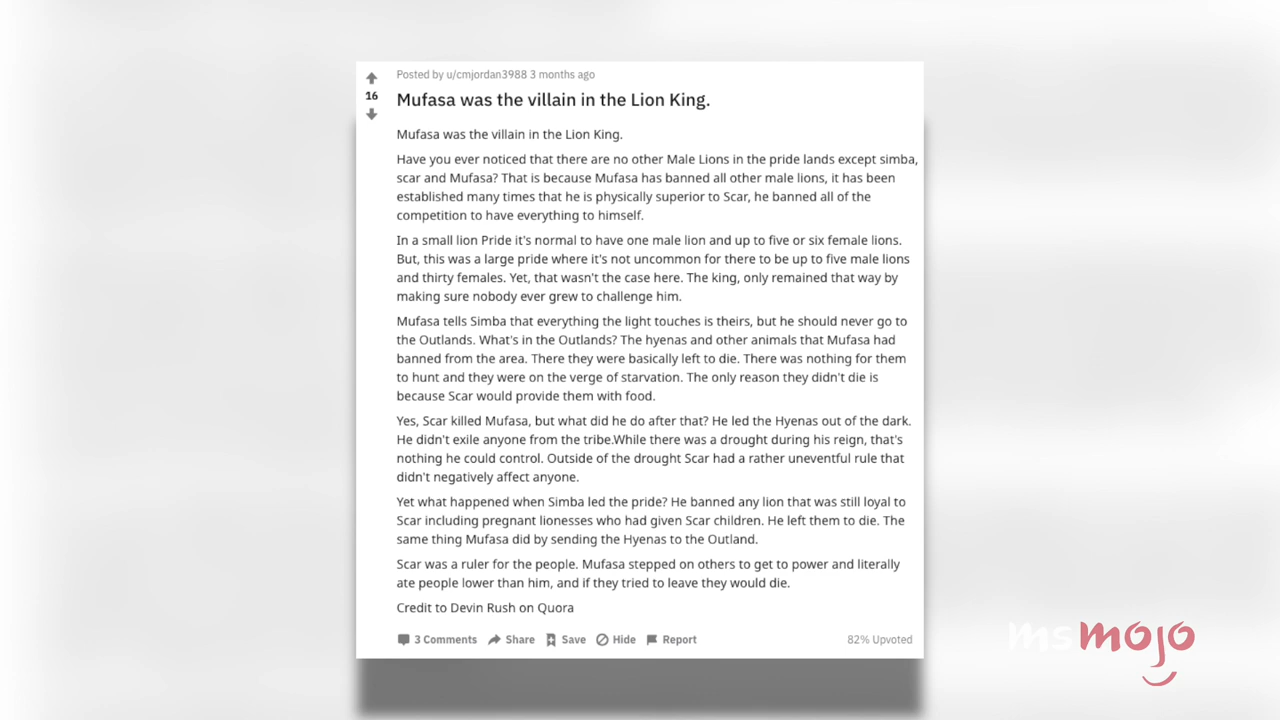 Posted by u/cmjordan3988 3 months ago
16
Mufasa was the villain in the Lion King.
Mufasa was the villain in the Lion King.
Have you ever noticed that there are no other Male Lions in the pride lands except simba,
scar and Mufasa? That is because Mufasa has banned all other male lions, it has been
established many times that he is physically superior to Scar, he banned all of the
competition to have everything to himself.
In a small lion Pride it's normal to have one male lion and up to five or six female lions.
But, this was a large pride where it's not uncommon for there to be up to five male lions
and thirty females. Yet, that wasn't the case here. The king, only remained that way by
making sure nobody ever grew to challenge him.
Mufasa tells Simba that everything the light touches is theirs, but he should never go to
the Outlands. What's in the Outlands? The hyenas and other animals that Mufasa had
banned from the area. There they were basically left to die. There was nothing for them
to hunt and they were on the verge of starvation. The only reason they didn't die is
because Scar would provide them with food.
Yes, Scar killed Mufasa, but what did he do after that? He led the Hyenas out of the dark.
He didn't exile anyone from the tribe.While there was a drought during his reign, that's
nothing he could control. Outside of the drought Scar had a rather uneventful rule that
didn't negatively affect anyone.
Yet what happened when Simba led the pride? He banned any lion that was still loyal to
Scar including pregnant lionesses who had given Scar children. He left them to die. The
same thing Mufasa did by sending the Hyenas to the Outland.
Scar was a ruler for the people. Mufasa stepped on others to get to power and literally
ate people lower than him, and if they tried to leave they would die.
Credit to Devin Rush on Quora
3 Comments Share Save Hide Report 82% Upvoted
msmojo